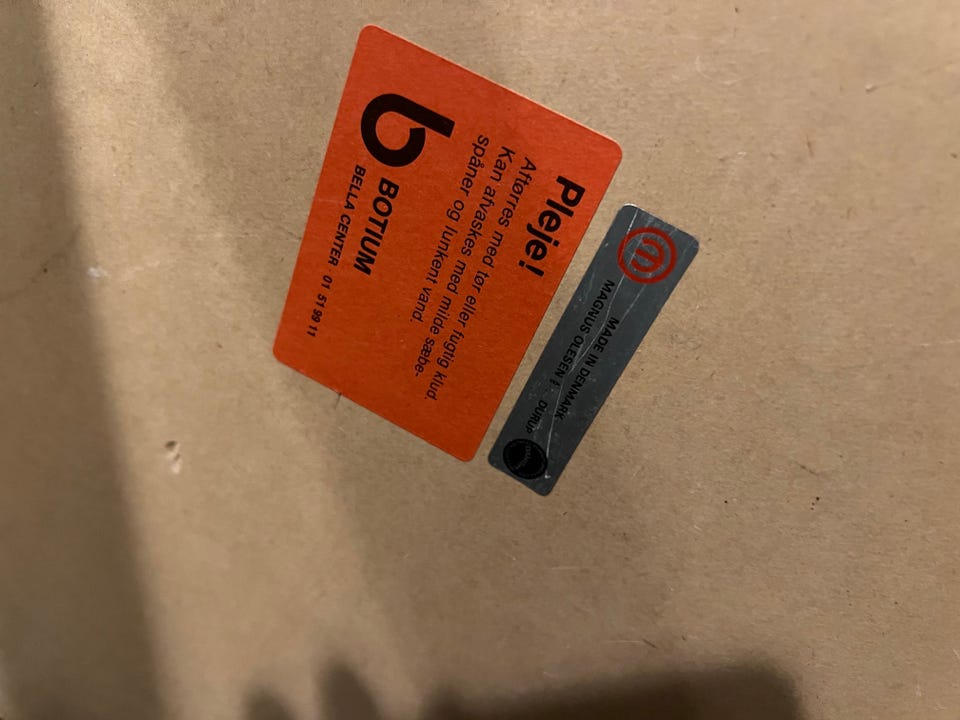 Pleje!
Aftørres med tør eller fugtig klud.
Kan afvaskes med milde sæbe-
spåner og lunkent vand.
b BOTIUM
BELLA CENTER 01 51 99 11
m
MADE IN DENMARK
MAGNUS OLESEN DURUP